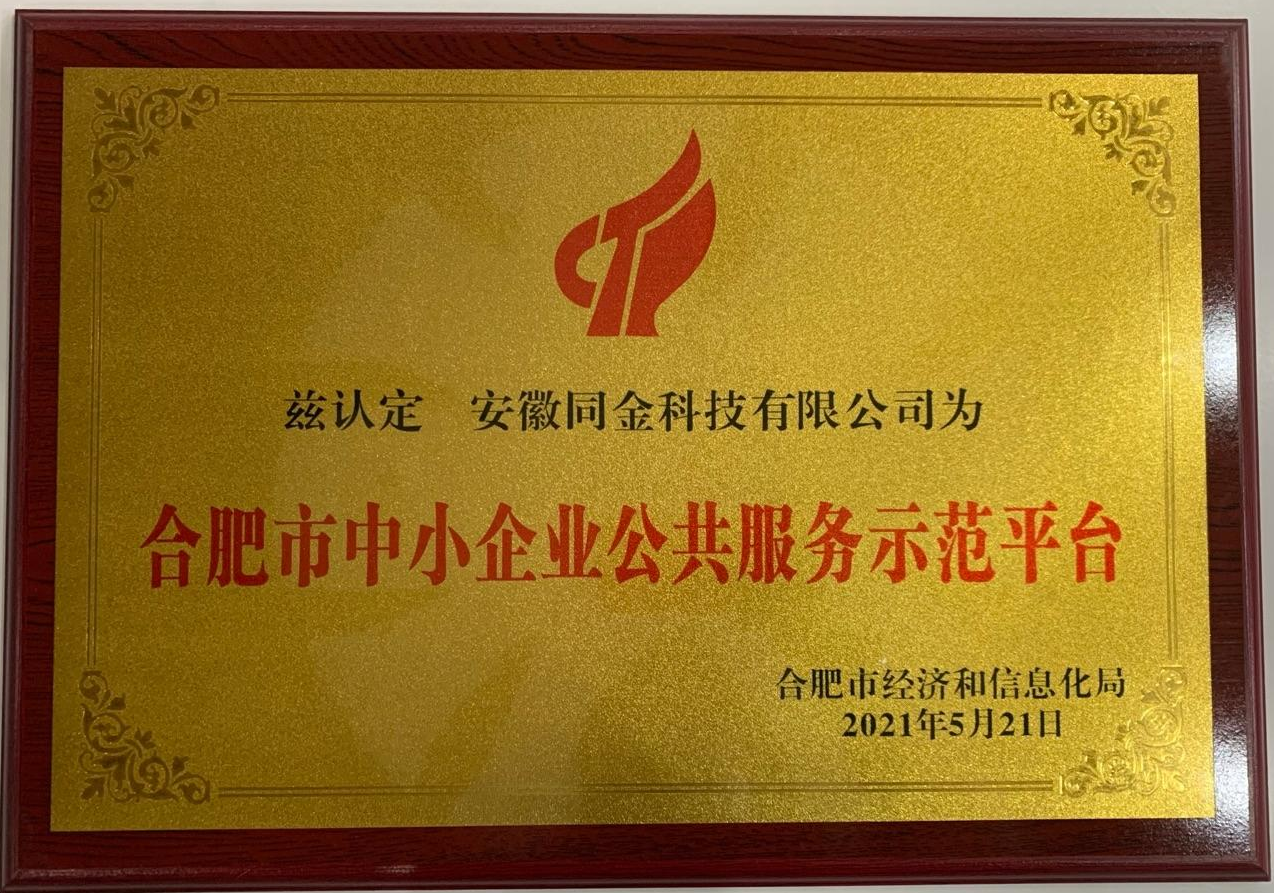 兹认定 安徽同金科技有限公司为
合肥市中小企业公共服务示范平台
合肥市经济和信息化局
2021年5月21日